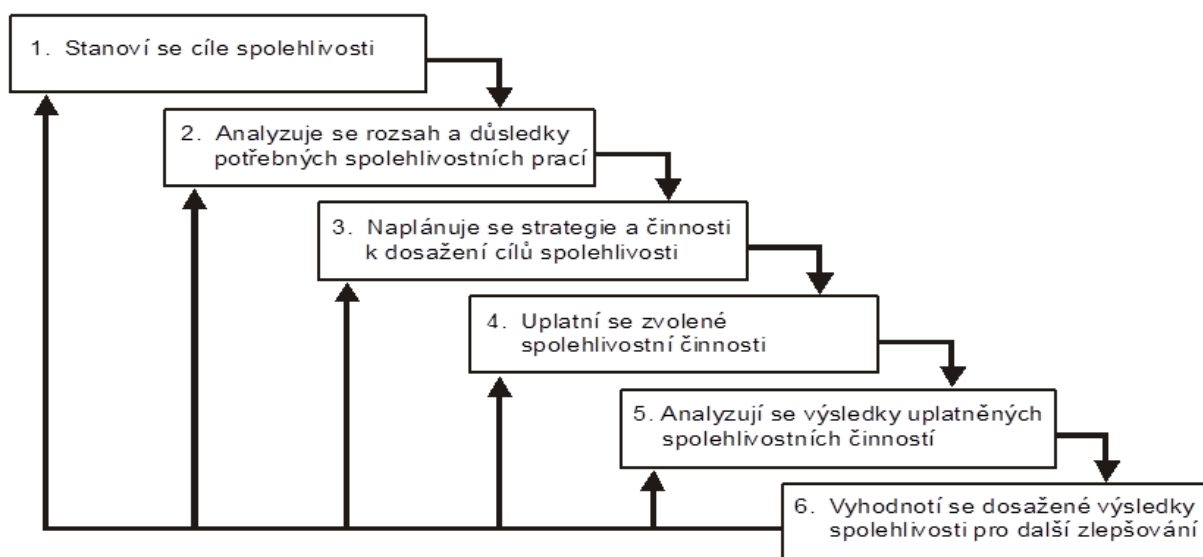 1. Stanoví se cíle spolehlivosti
2. Analyzuje se rozsah a důsledky
potřebných spolehlivostních prací
3. Naplánuje se strategie a činnosti
k dosažení cílů spolehlivosti
4. Uplatní se zvolené
spolehlivostní činnosti
5. Analyzují se výsledky uplatněných
spolehlivostních činností
6. Vyhodnotí se dosažené výsledky
spolehlivosti pro další zlepšování